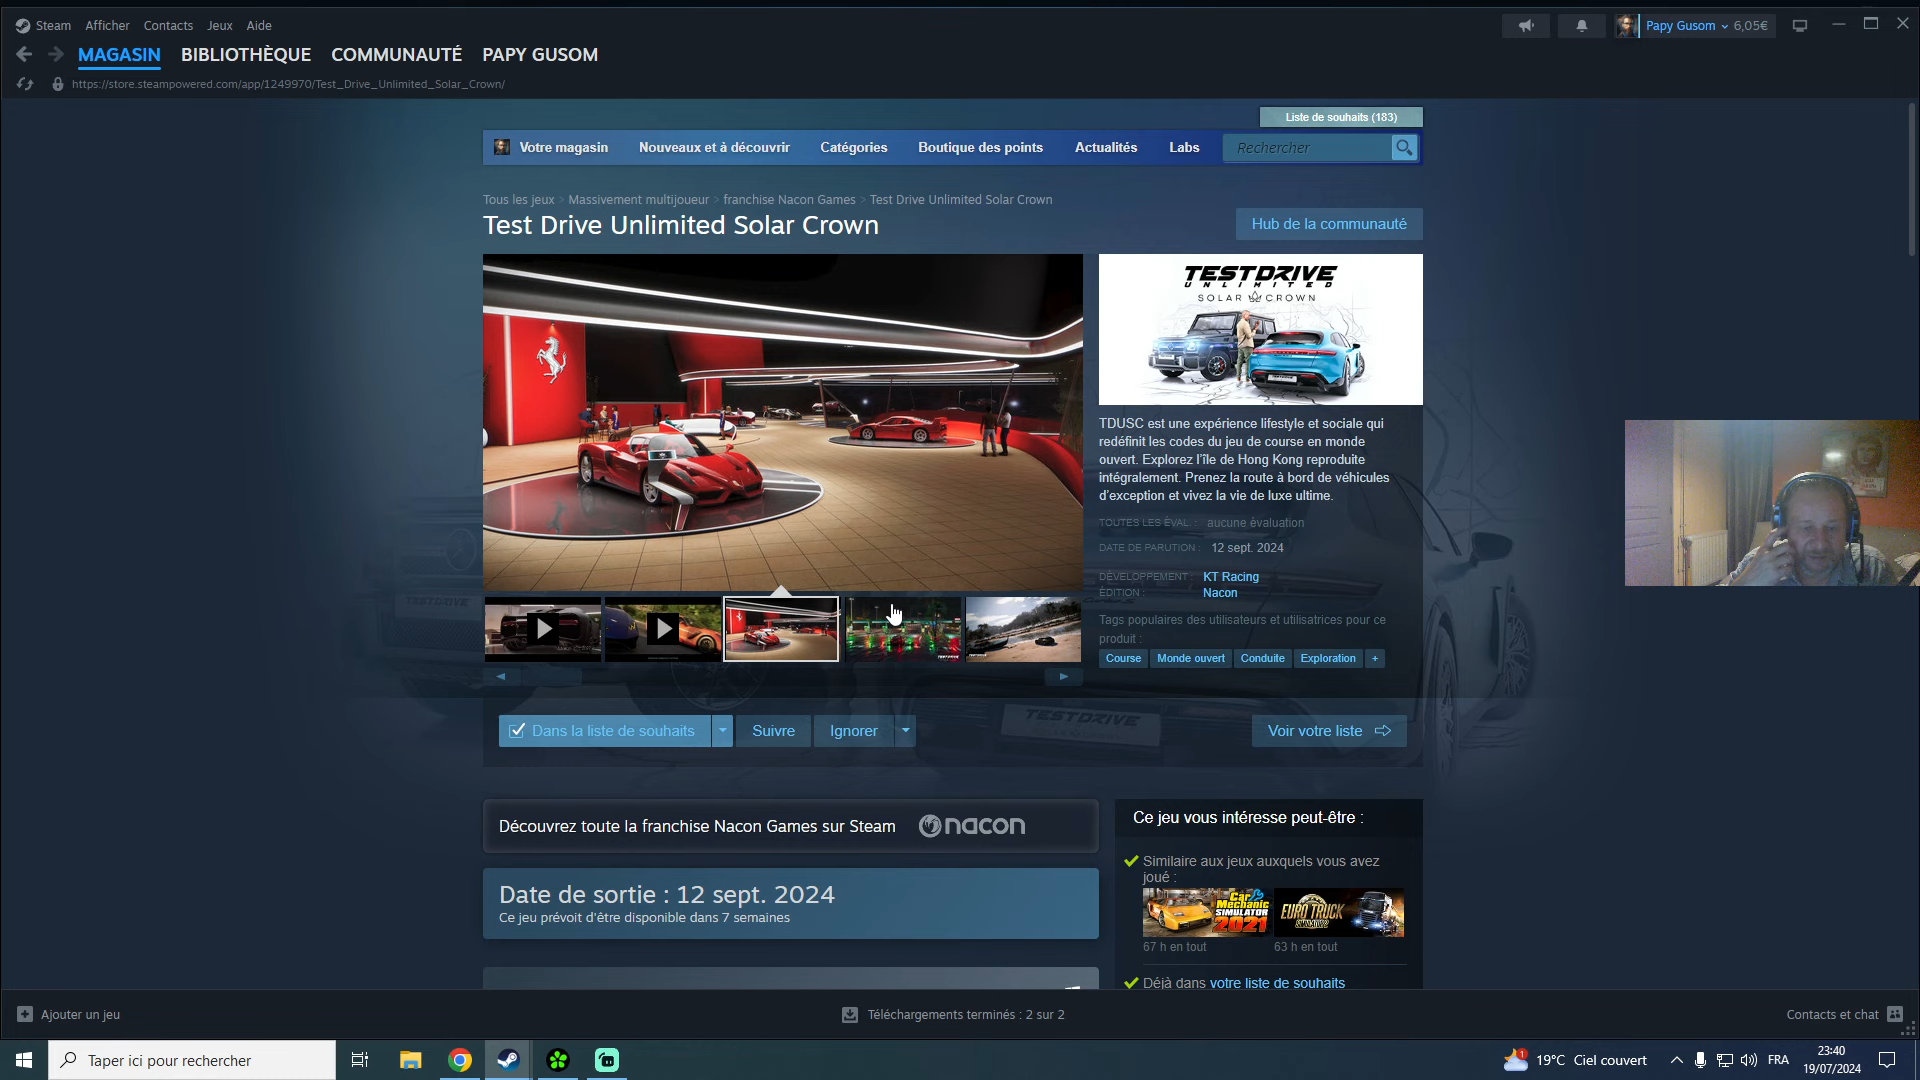 Steam Afficher Contacts Jeux Aide
Papy Gusom 6,05€
MAGASIN BIBLIOTHÈQUE COMMUNAUTÉ PAPY GUSOM
https://store.steampowered.com/app/1249970/Test_Drive_Unlimited_Solar_Crown/
Liste de souhaits (183)
Votre magasin Nouveaux et à découvrir Catégories Boutique des points Actualités Labs Rechercher
Tous les jeux > Massivement multijoueur > franchise Nacon Games > Test Drive Unlimited Solar Crown
Test Drive Unlimited Solar Crown
Hub de la communauté
TEST DRIVE
UNLIMITED
SOLAR CROWN
TDUSC est une expérience lifestyle et sociale qui
redéfinit les codes du jeu de course en monde
ouvert. Explorez l'île de Hong Kong reproduite
intégralement. Prenez la route à bord de véhicules
d'exception et vivez la vie de luxe ultime.
TOUTES LES ÉVAL. : aucune évaluation
DATE DE PARUTION : 12 sept. 2024
DÉVELOPPEMENT : KT Racing
ÉDITION : Nacon
Tags populaires des utilisateurs et utilisatrices pour ce
produit :
Course Monde ouvert Conduite Exploration +
Dans la liste de souhaits Suivre Ignorer Voir votre liste
TESTDRIVE
Découvrez toute la franchise Nacon Games sur Steam nacon
Date de sortie : 12 sept. 2024
Ce jeu prévoit d'être disponible dans 7 semaines
Ce jeu vous intéresse peut-être :
Similaire aux jeux auxquels vous avez
joué :
Car Mechanic Simulator 2021 EURO TRUCK SIMULATOR 2
67 h en tout 63 h en tout
Déjà dans votre liste de souhaits
Ajouter un jeu Téléchargements terminés : 2 sur 2 Contacts et chat
Taper ici pour rechercher
1 19°C Ciel couvert FRA 23:40
19/07/2024